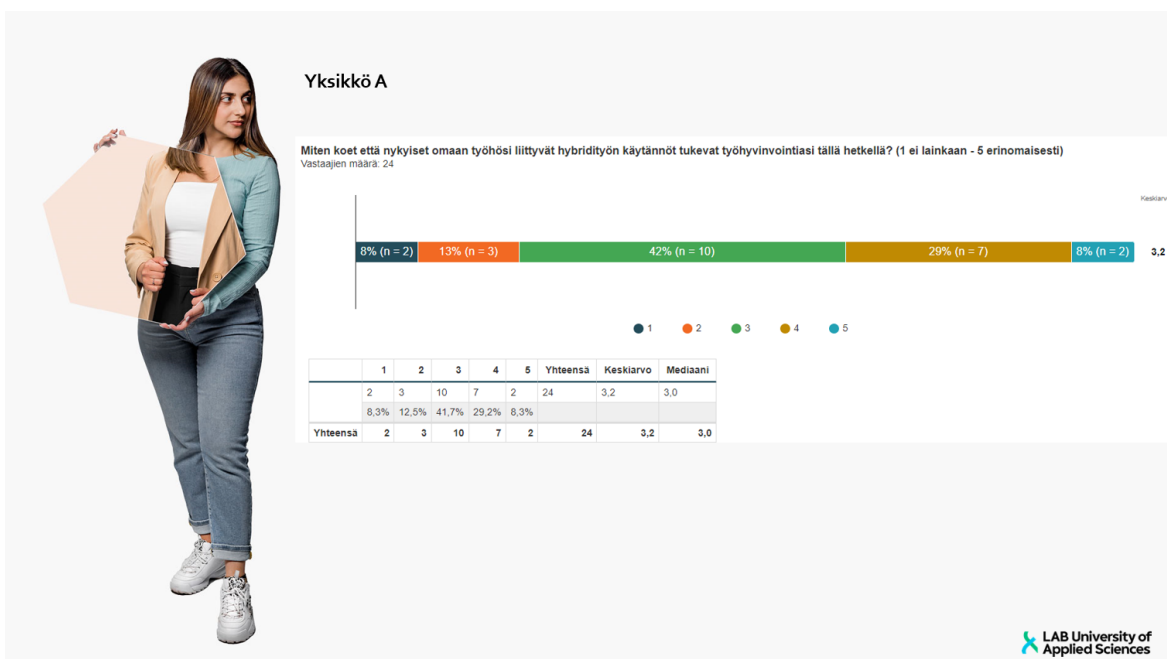 Yksikkö A
Miten koet että nykyiset omaan työhösi liittyvät hybridityön käytännöt tukevat työhyvinvointiasi tällä hetkellä? (1 ei lainkaan - 5 erinomaisesti)
Vastaajien määrä: 24
8% (n = 2) 13% (n = 3) 42% (n = 10) 29% (n = 7) 8% (n = 2) 3,2
1 2 3 4 5
1 2 3 4 5 Yhteensä Keskiarvo Mediaani
2 3 10 7 2 24 3,2 3,0
8,3% 12,5% 41,7% 29,2% 8,3%
Yhteensä 2 3 10 7 2 24 3,2 3,0
LAB University of
Applied Sciences